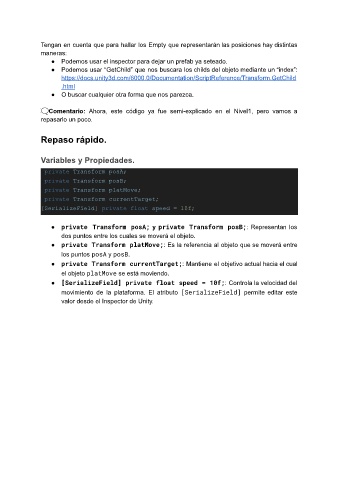 Tengan en cuenta que para hallar los Empty que representarán las posiciones hay distintas
maneras:
● Podemos usar el inspector para dejar un prefab ya seteado.
● Podemos usar “GetChild” que nos buscara los childs del objeto mediante un “index”:
https://docs.unity3d.com/6000.0/Documentation/ScriptReference/Transform.GetChild
.html
● O buscar cualquier otra forma que nos parezca.
Comentario: Ahora, este código ya fue semi-explicado en el Nivel1, pero vamos a
repasarlo un poco.
Repaso rápido.
Variables y Propiedades.
private Transform posA;
private Transform posB;
private Transform platMove;
private Transform currentTarget;
[SerializeField] private float speed = 10f;
● private Transform posA; y private Transform posB;: Representan los
dos puntos entre los cuales se moverá el objeto.
● private Transform platMove;: Es la referencia al objeto que se moverá entre
los puntos posA y posB.
● private Transform currentTarget;: Mantiene el objetivo actual hacia el cual
el objeto platMove se está moviendo.
● [SerializeField] private float speed = 10f;: Controla la velocidad del
movimiento de la plataforma. El atributo [SerializeField] permite editar este
valor desde el Inspector de Unity.